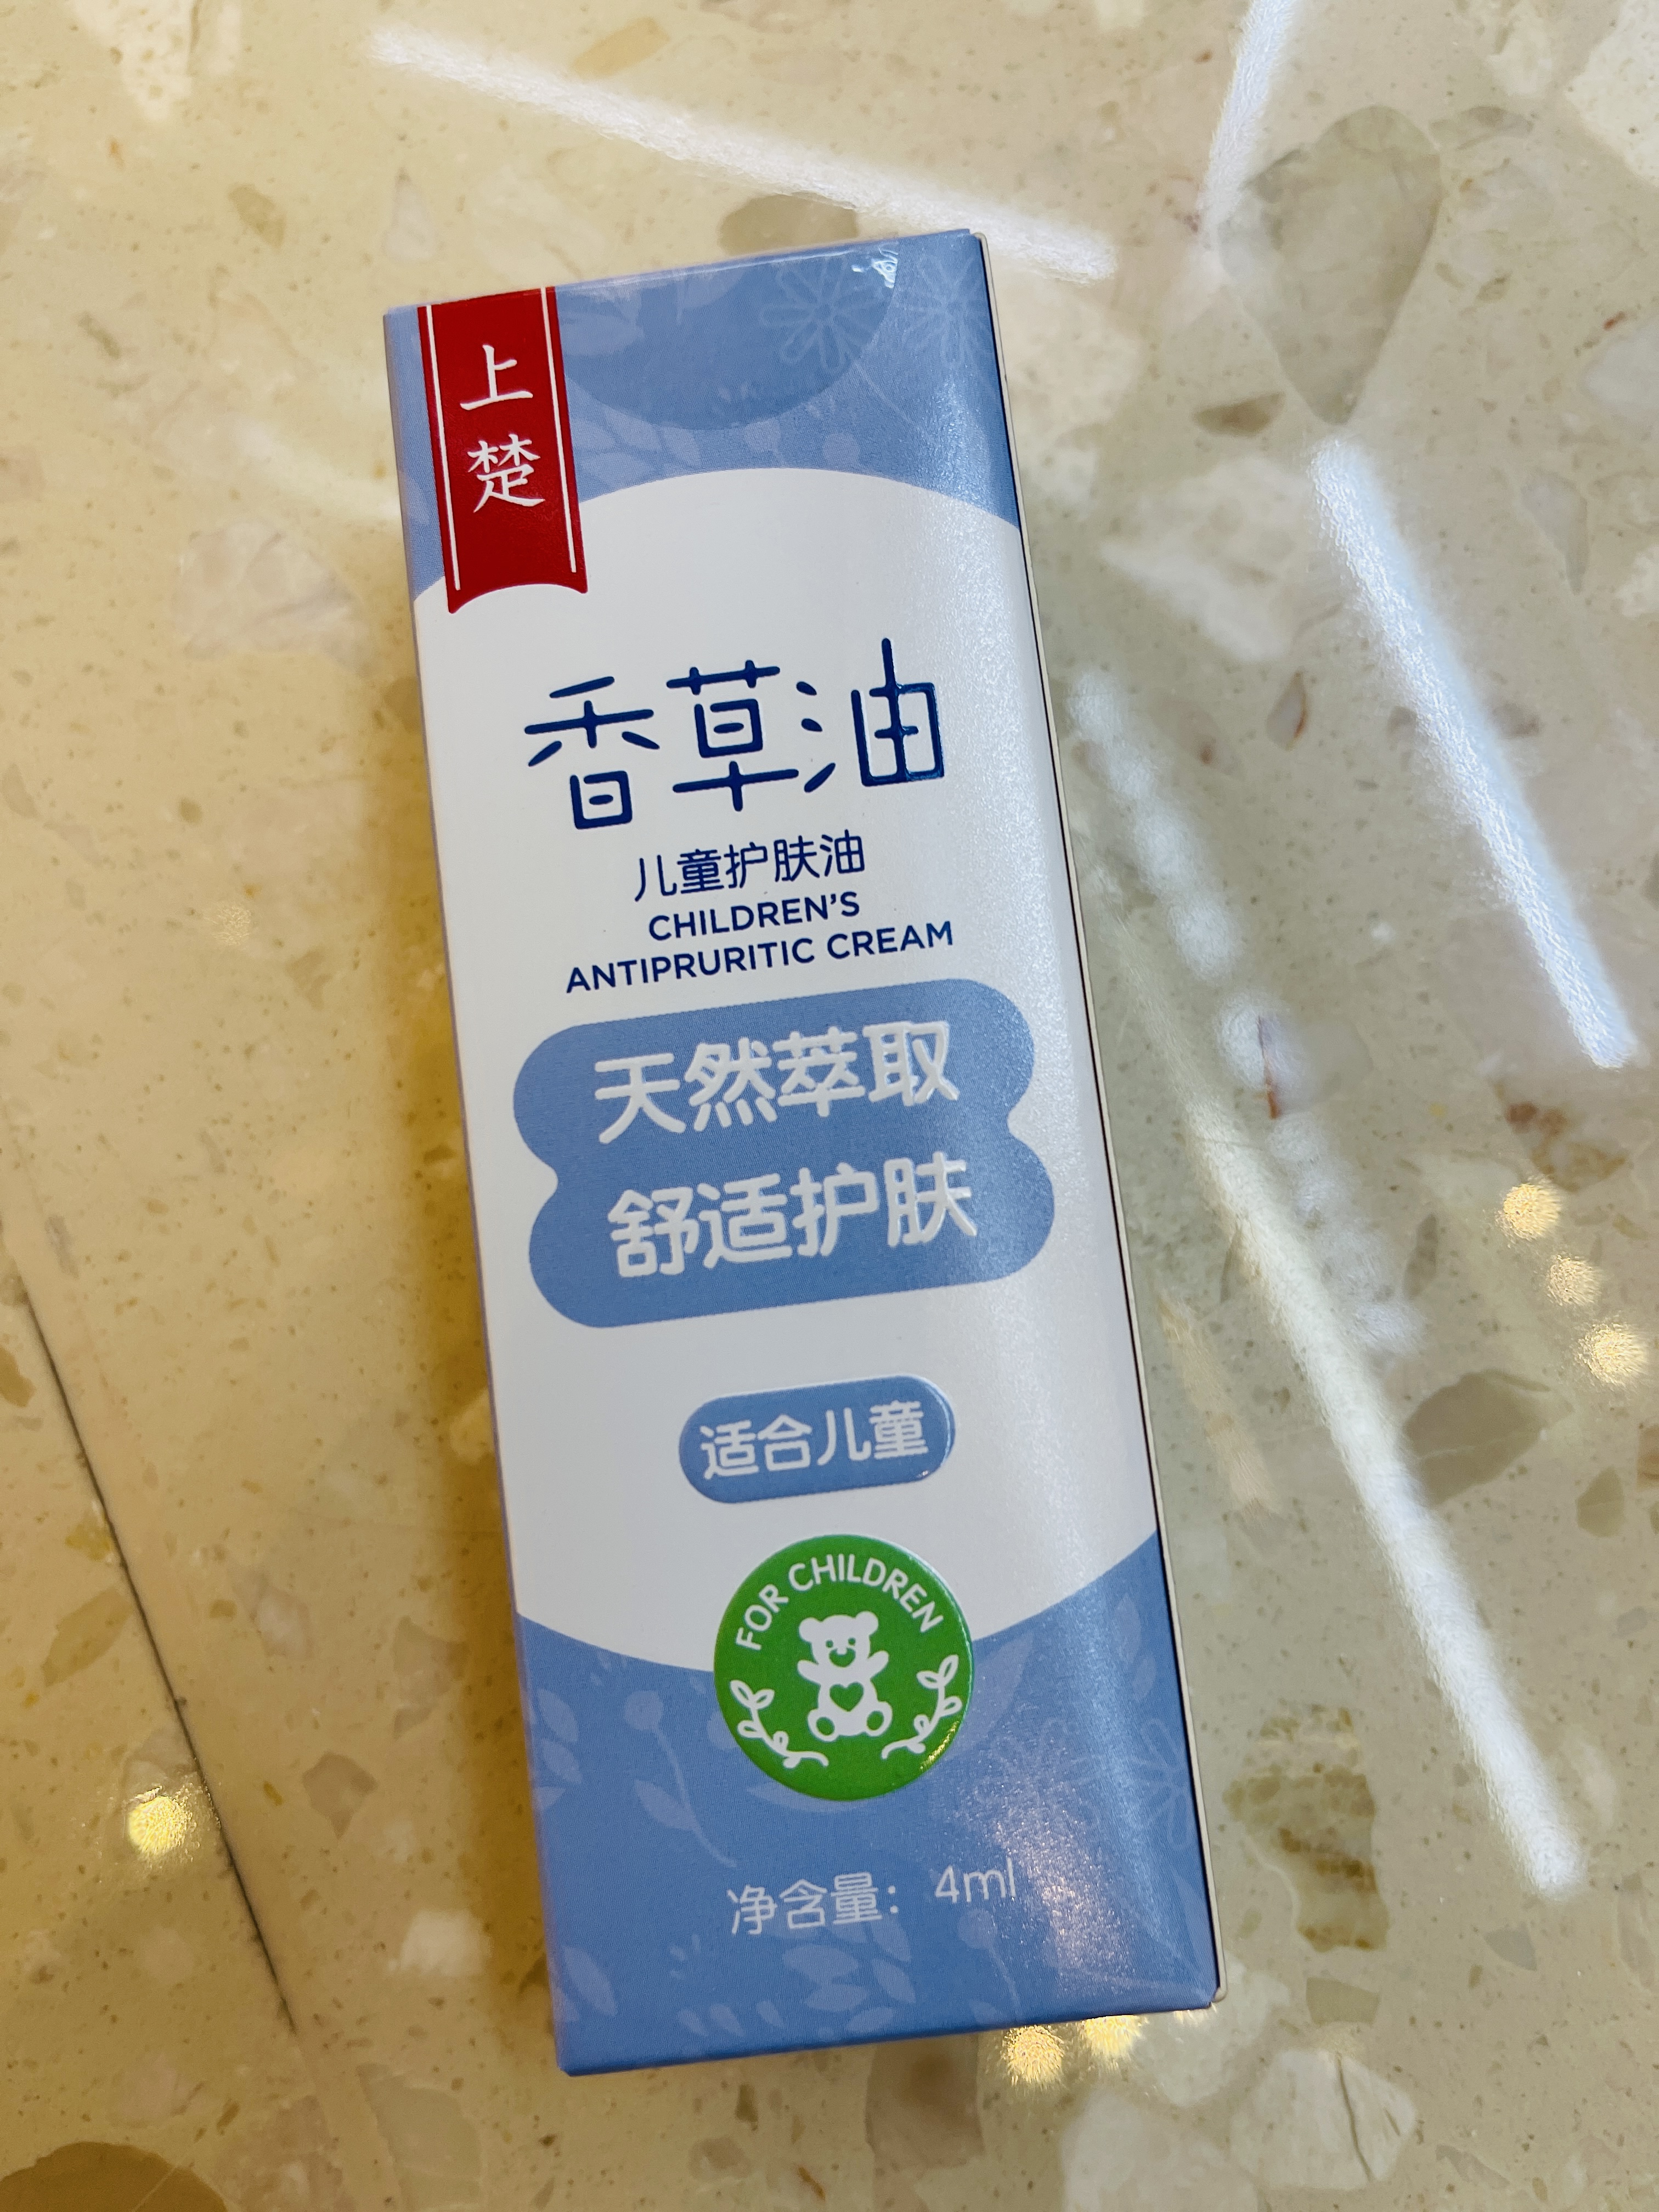 上楚
香草油
儿童护肤油
CHILDREN'S
ANTIPRURITIC CREAM
天然萃取
舒适护肤
适合儿童
FOR CHILDREN
净含量： 4ml